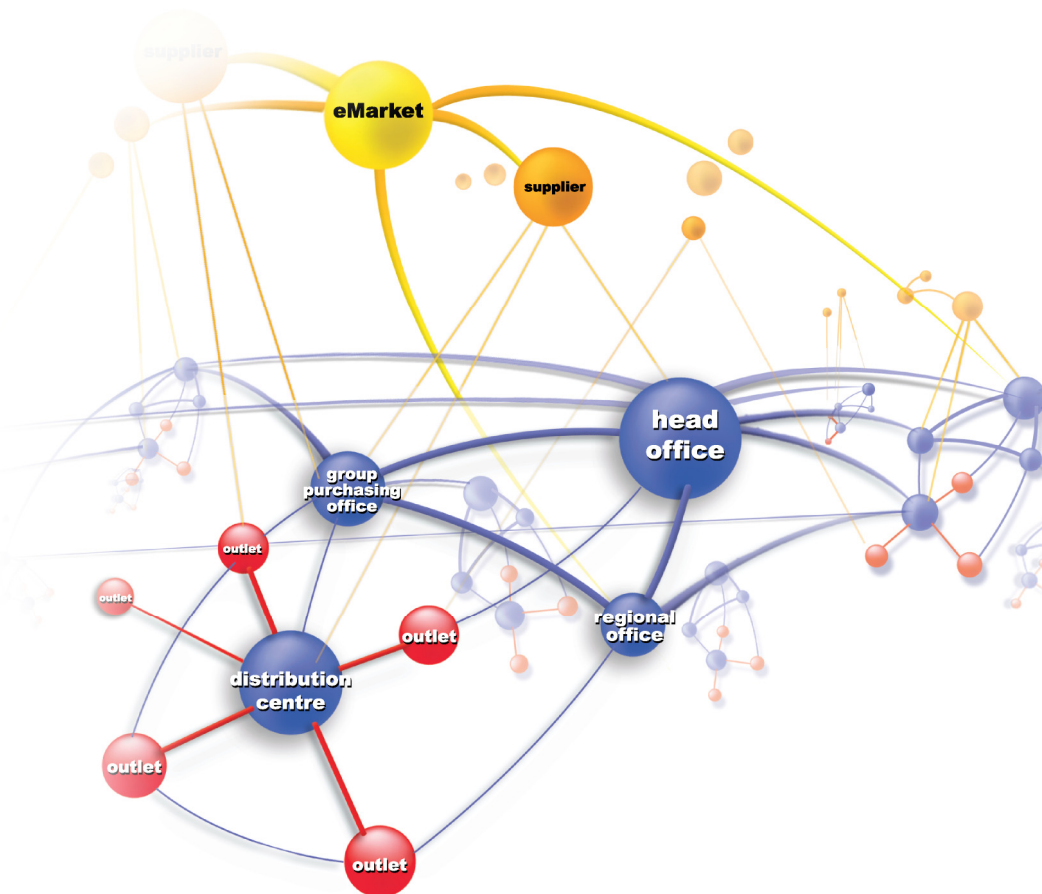 supplier
eMarket
supplier
head
office
group
purchasing
office
outlet
outlet
outlet
regional
office
distribution
centre
outlet
outlet